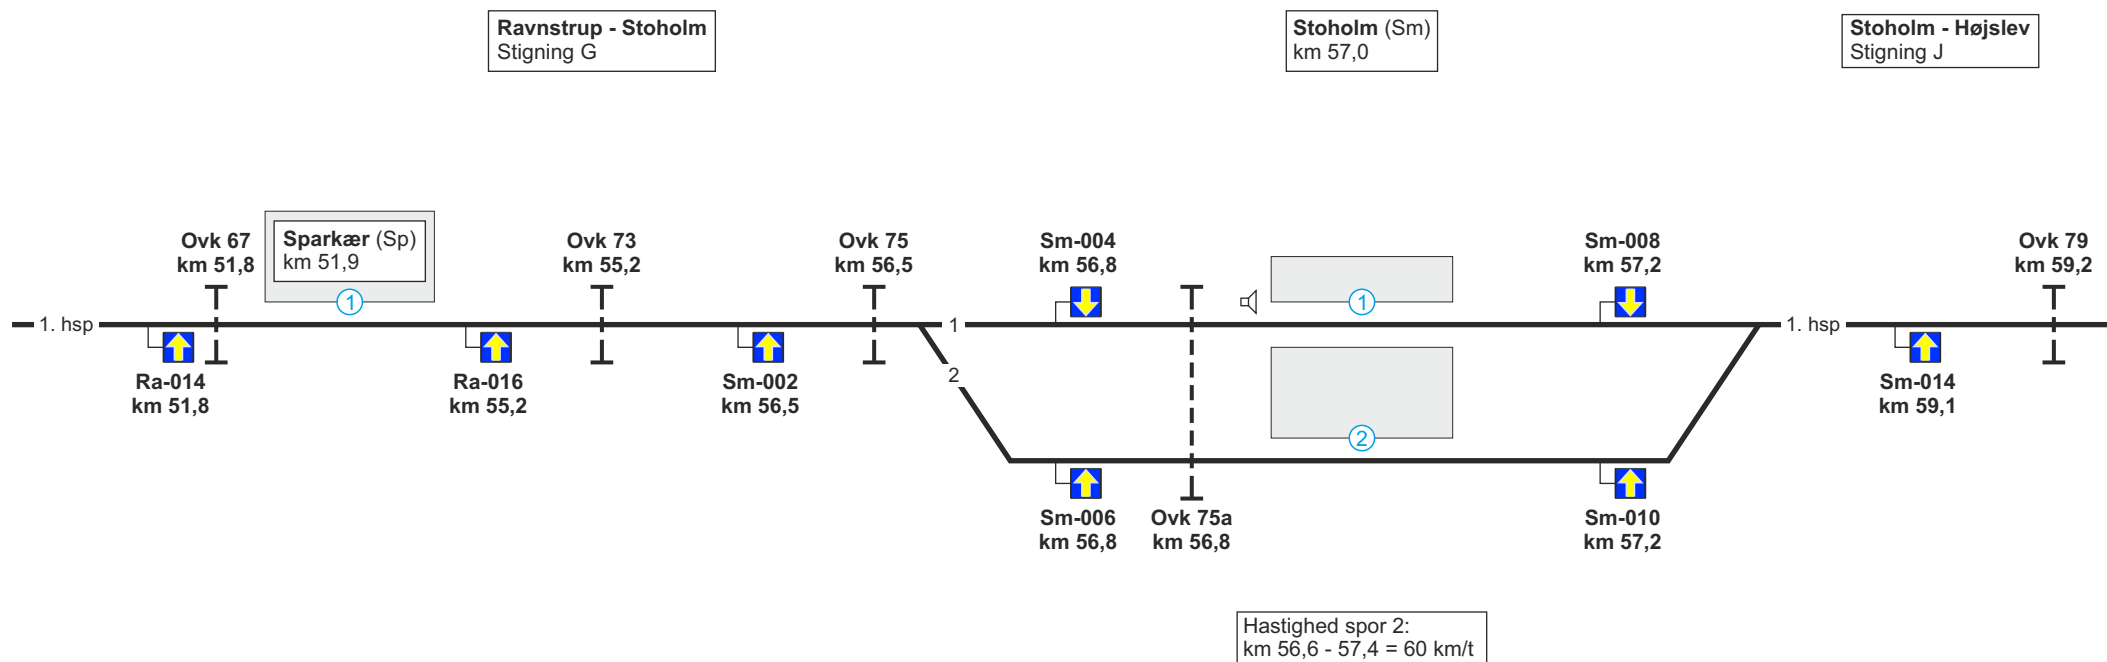 Ravnstrup - Stoholm
Stigning G
Stoholm (Sm)
km 57,0
Stoholm - Højslev
Stigning J
Ovk 67
km 51,8
Sparkær (Sp)
km 51,9
1
Ovk 73
km 55,2
Ovk 75
km 56,5
Sm-004
km 56,8
1
Sm-008
km 57,2
Ovk 79
km 59,2
1. hsp
1
1. hsp
Ra-014
km 51,8
Ra-016
km 55,2
Sm-002
km 56,5
2
2
Sm-014
km 59,1
Sm-006
km 56,8
Ovk 75a
km 56,8
Sm-010
km 57,2
Hastighed spor 2:
km 56,6 - 57,4 = 60 km/t